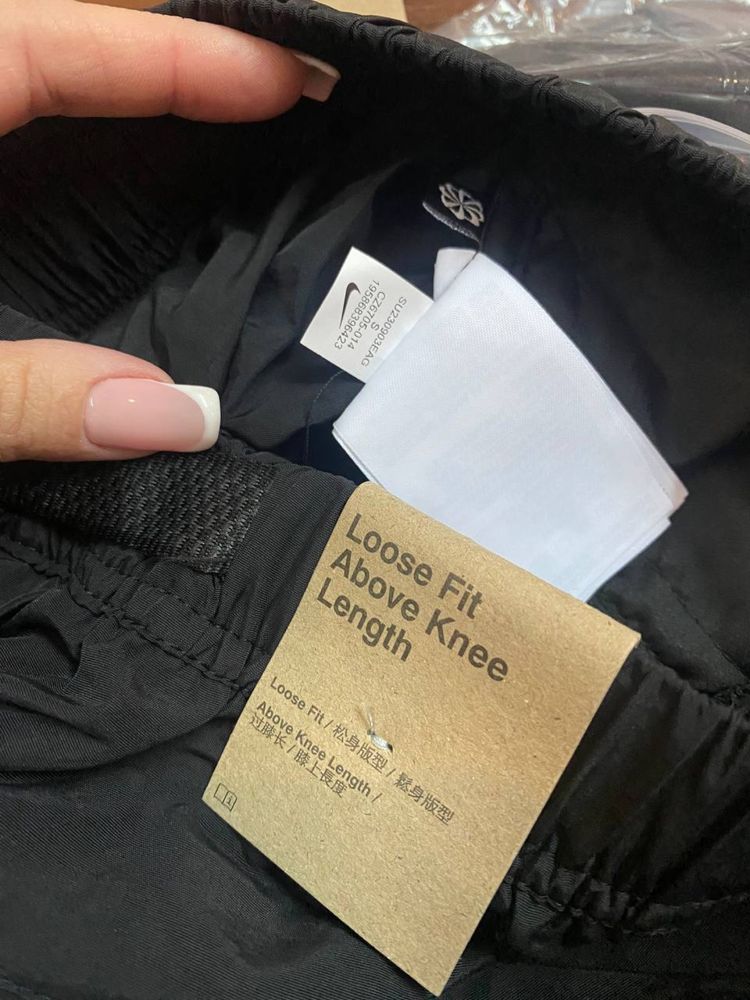 SU230903EAG
S
CZ6705-014
195868396423
Loose Fit
Above Knee
Length
Loose Fit / 松身版型 / 鬆身版型
Above Knee Length /
过膝长 / 膝上長度